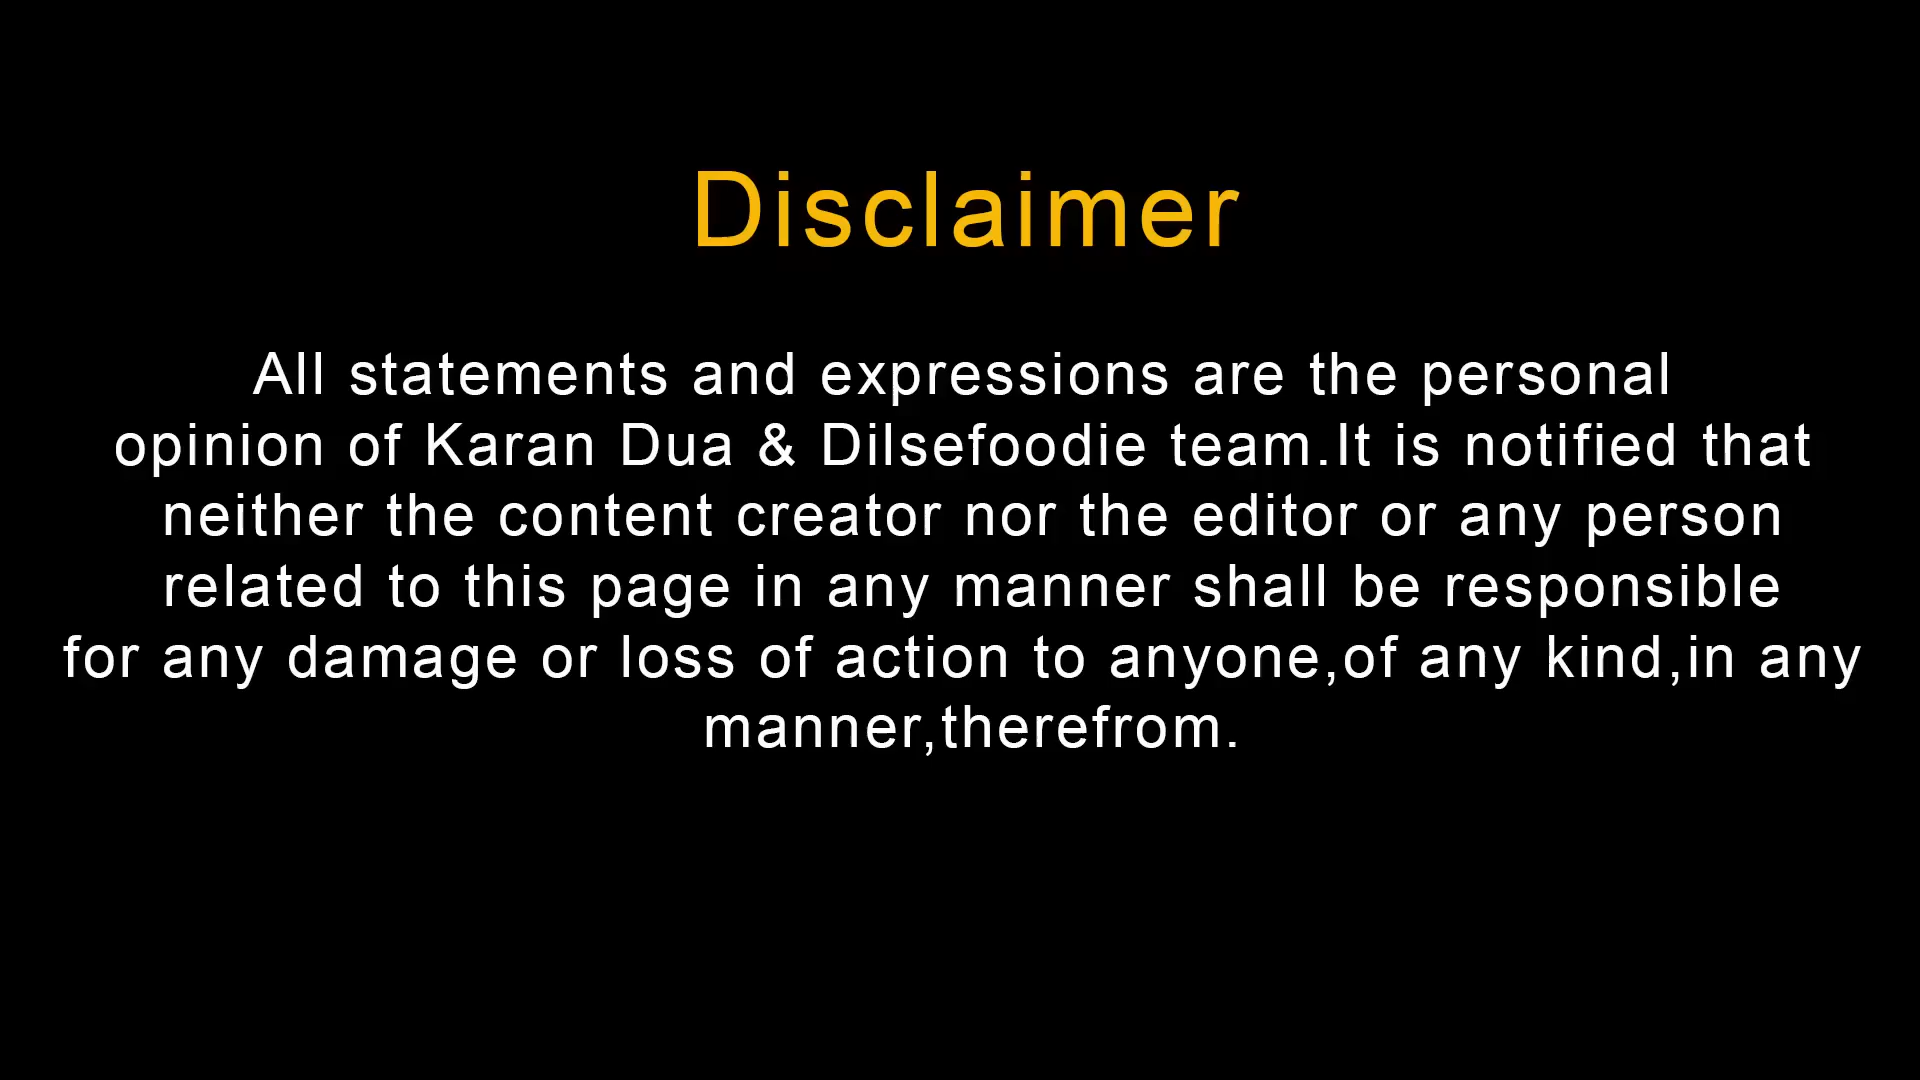 Disclaimer
All statements and expressions are the personal
opinion of Karan Dua & Dilsefoodie team.It is notified that
neither the content creator nor the editor or any person
related to this page in any manner shall be responsible
for any damage or loss of action to anyone,of any kind,in any
manner,therefrom.